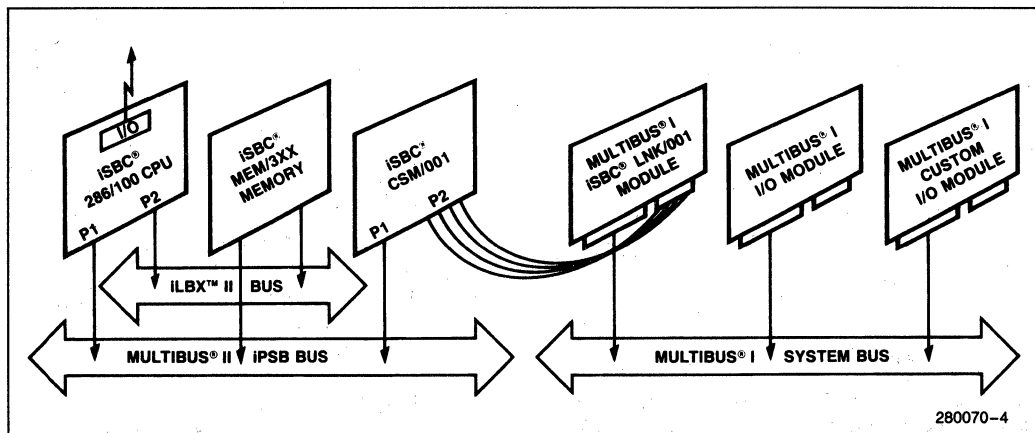 I/O
iSBC®
286/100 CPU
P1
P2
iSBC®
MEM/3XX
MEMORY
iSBC®
CSM/001
P1
P2
MULTIBUS® I
iSBC® LNK/001
MODULE
MULTIBUS® I
I/O MODULE
MULTIBUS® I
CUSTOM
I/O MODULE
iLBX™ II BUS
MULTIBUS® II iPSB BUS
MULTIBUS® I SYSTEM BUS
280070-4